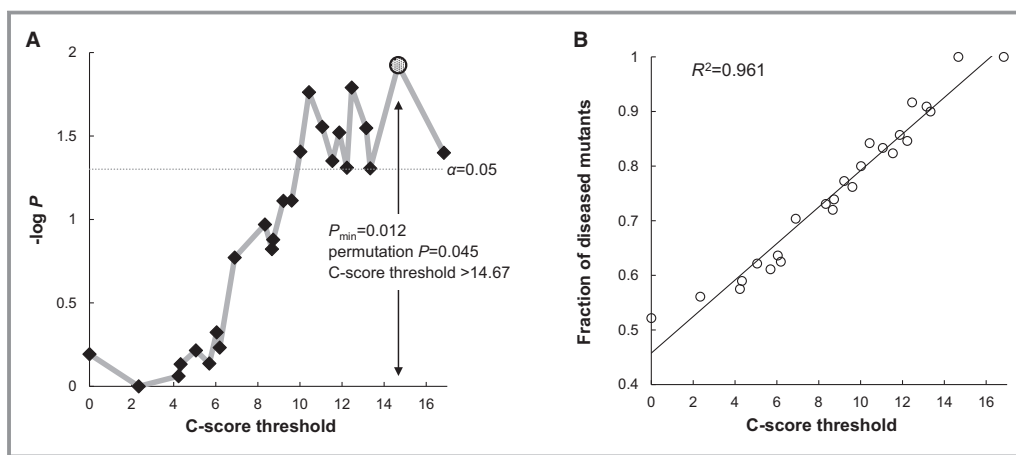 A
-log P
2
1.5
1
0.5
0
α=0.05
P min=0.012
permutation P=0.045
C-score threshold >14.67
0 2 4 6 8 10 12 14 16
C-score threshold
B
R²=0.961
Fraction of diseased mutants
1
0.9
0.8
0.7
0.6
0.5
0.4
0 2 4 6 8 10 12 14 16
C-score threshold